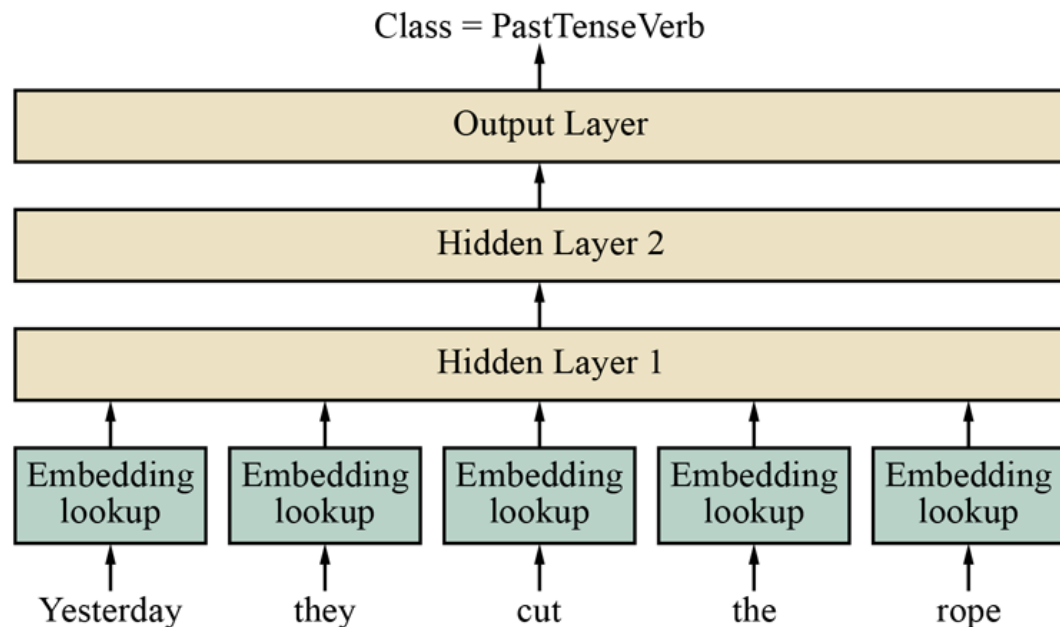 Class = PastTenseVerb
Output Layer
Hidden Layer 2
Hidden Layer 1
Embedding lookup
Embedding lookup
Embedding lookup
Embedding lookup
Embedding lookup
Yesterday they cut the rope